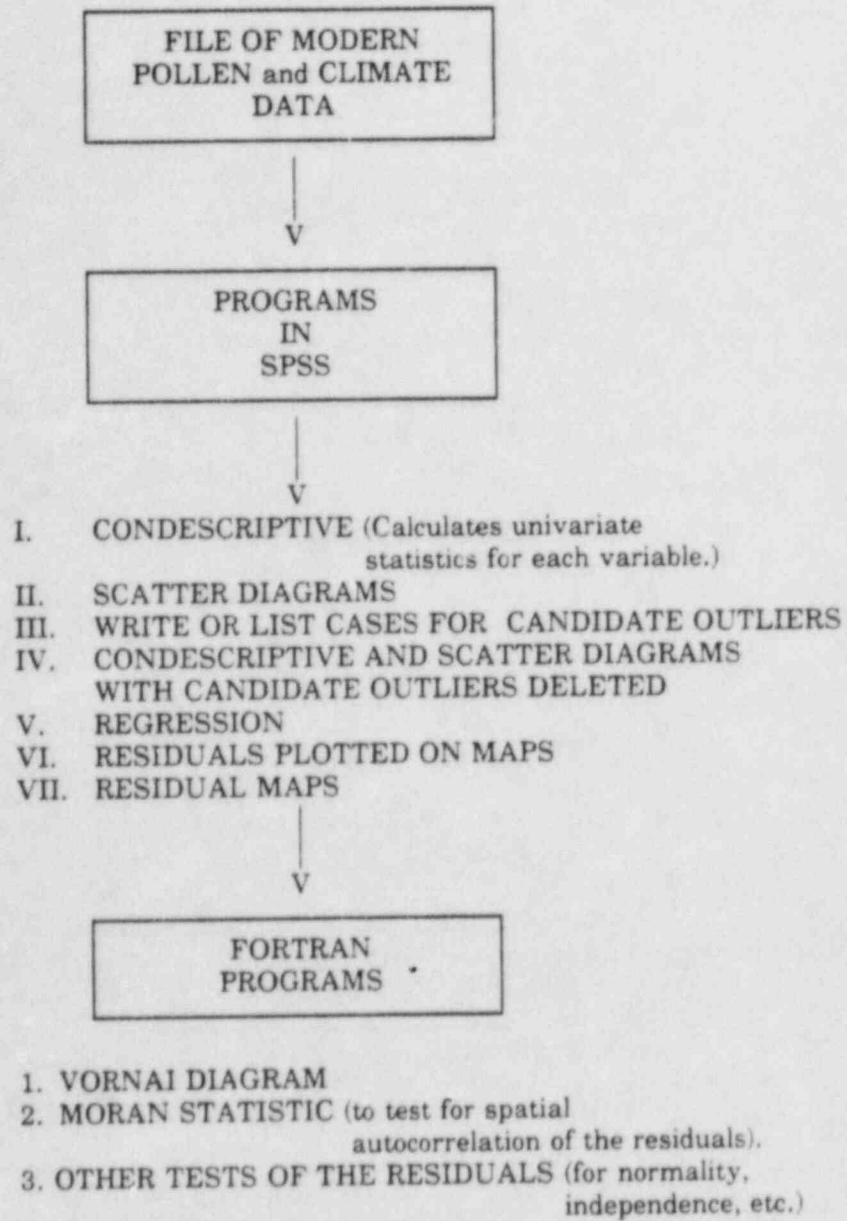 FILE OF MODERN
POLLEN and CLIMATE
DATA
V
PROGRAMS
IN
SPSS
V
I. CONDESCRIPTIVE (Calculates univariate
statistics for each variable.)
II. SCATTER DIAGRAMS
III. WRITE OR LIST CASES FOR CANDIDATE OUTLIERS
IV. CONDESCRIPTIVE AND SCATTER DIAGRAMS
WITH CANDIDATE OUTLIERS DELETED
V. REGRESSION
VI. RESIDUALS PLOTTED ON MAPS
VII. RESIDUAL MAPS
V
FORTRAN
PROGRAMS
1. VORNAI DIAGRAM
2. MORAN STATISTIC (to test for spatial
autocorrelation of the residuals).
3. OTHER TESTS OF THE RESIDUALS (for normality,
independence, etc.)